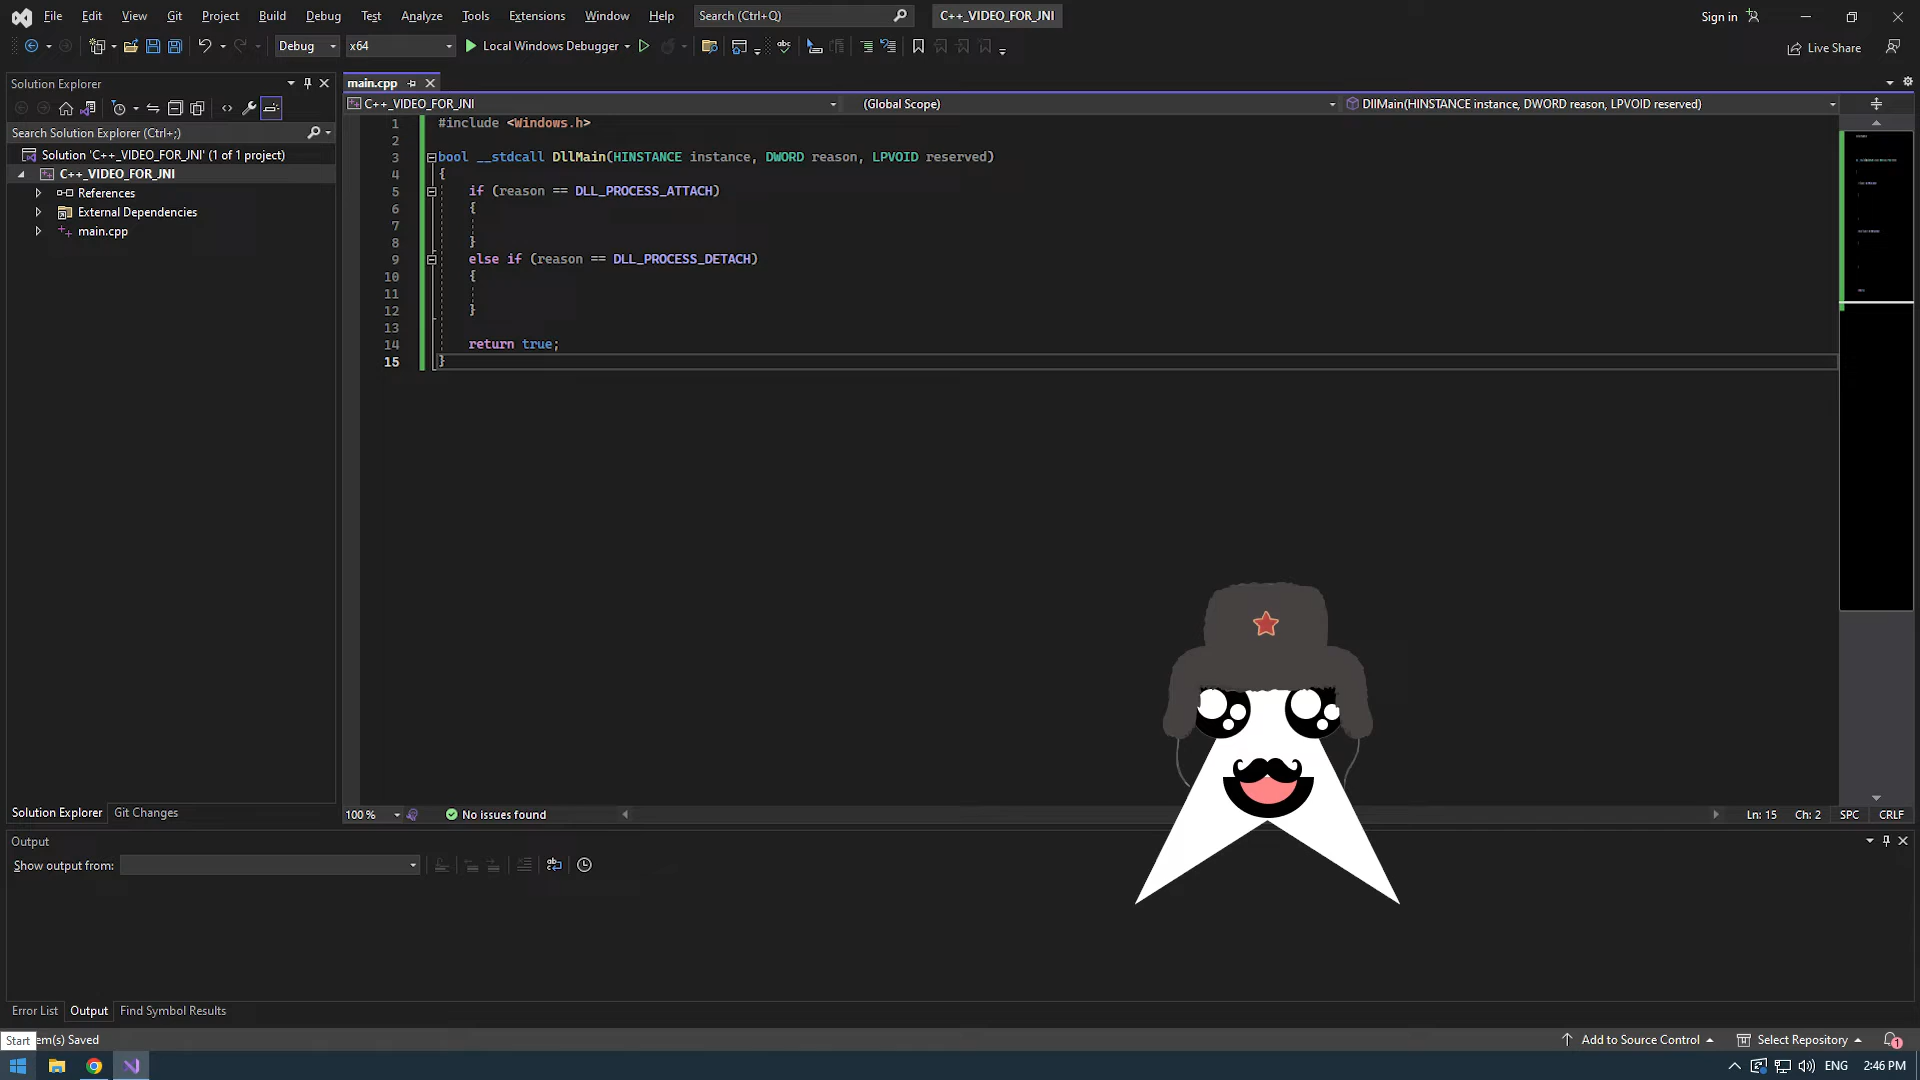 File Edit View Git Project Build Debug Test Analyze Tools Extensions Window Help Search (Ctrl+Q) C++_VIDEO_FOR_JNI Sign in
Debug x64 Local Windows Debugger Live Share
Solution Explorer
main.cpp
C++_VIDEO_FOR_JNI (Global Scope) DllMain(HINSTANCE instance, DWORD reason, LPVOID reserved)
Search Solution Explorer (Ctrl+;)
Solution 'C++_VIDEO_FOR_JNI' (1 of 1 project)
C++_VIDEO_FOR_JNI
References
External Dependencies
main.cpp
1 #include <Windows.h>
2
3 bool __stdcall DllMain(HINSTANCE instance, DWORD reason, LPVOID reserved)
4 {
5 if (reason == DLL_PROCESS_ATTACH)
6 {
7
8 }
9 else if (reason == DLL_PROCESS_DETACH)
10 {
11
12 }
13
14 return true;
15 }
Solution Explorer Git Changes
100 % No issues found Ln: 15 Ch: 2 SPC CRLF
Output
Show output from:
Error List Output Find Symbol Results
Start em(s) Saved Add to Source Control Select Repository 1
ENG 2:46 PM